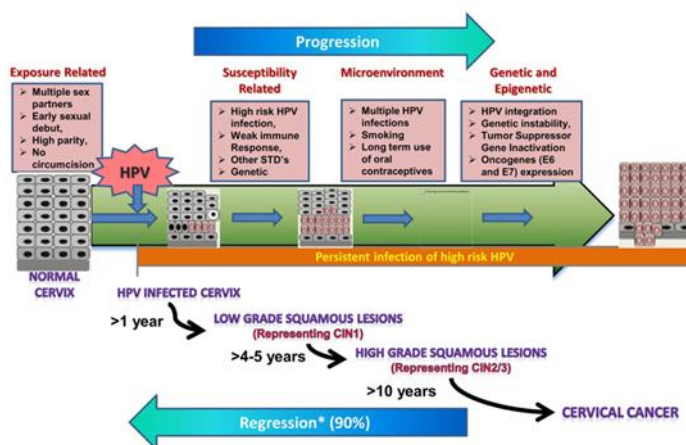 Progression
Exposure Related
Multiple sex
partners
Early sexual
debut,
High parity,
No
circumcision
Susceptibility
Related
High risk HPV
infection,
Weak immune
Response,
Other STD's
Genetic
Microenvironment
Multiple HPV
infections
Smoking
Long term use
of oral
contraceptives
Genetic and
Epigenetic
HPV integration
Genetic instability,
Tumor Suppressor
Gene Inactivation
Oncogenes (E6
and E7) expression
HPV
Persistent infection of high risk HPV
NORMAL
CERVIX
HPV INFECTED CERVIX
>1 year
LOW GRADE SQUAMOUS LESIONS
(Representing CIN1)
>4-5 years
HIGH GRADE SQUAMOUS LESIONS
(Representing CIN2/3)
>10 years
CERVICAL CANCER
Regression* (90%)